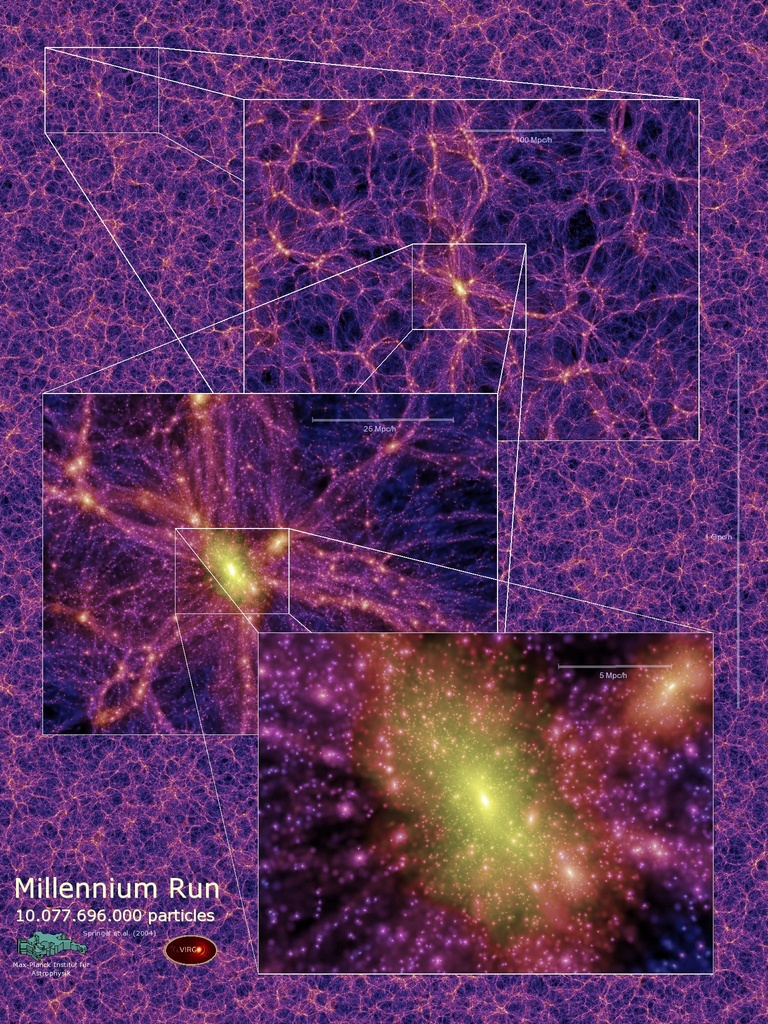 100 Mpc/h
25 Mpc/h
1 Gpc/h
5 Mpc/h
Millennium Run
10.077.696.000 particles
Springel et al. (2004)
Max-Planck Institut für
Astrophysik
VIRGO